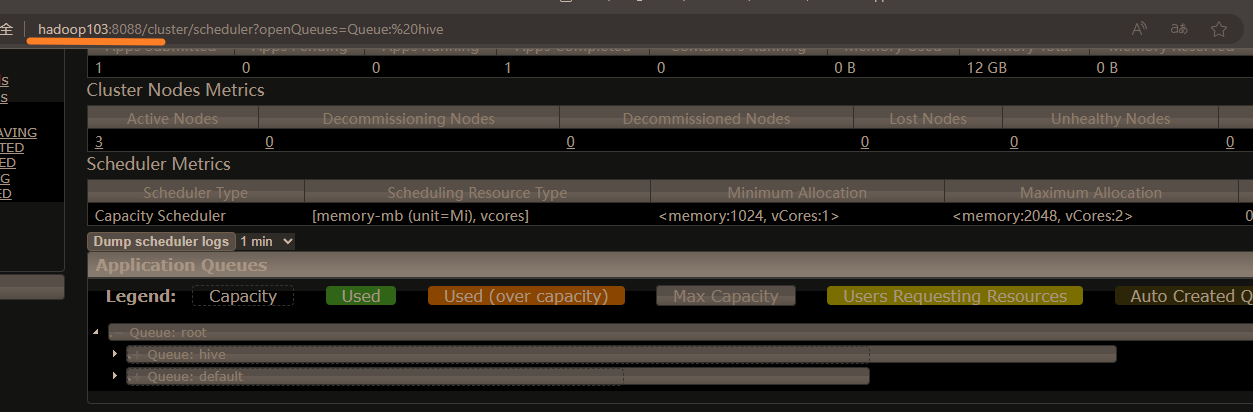 全 hadoop103:8088/cluster/scheduler?openQueues=Queue:%20hive
Apps Submitted Apps Pending Apps Running Apps Completed Containers Running Memory Used Memory Total Memory Reserved
1 0 0 1 0 0 B 12 GB 0 B
Cluster Nodes Metrics
Active Nodes Decommissioning Nodes Decommissioned Nodes Lost Nodes Unhealthy Nodes
3 0 0 0 0 0
Scheduler Metrics
Scheduler Type Scheduling Resource Type Minimum Allocation Maximum Allocation
Capacity Scheduler [memory-mb (unit=Mi), vcores] <memory:1024, vCores:1> <memory:2048, vCores:2> 0
Dump scheduler logs 1 min
Application Queues
Legend: Capacity Used Used (over capacity) Max Capacity Users Requesting Resources Auto Created Q
- Queue: root
+ Queue: hive
+ Queue: default
s
s
AVING
TED
ED
G
ED